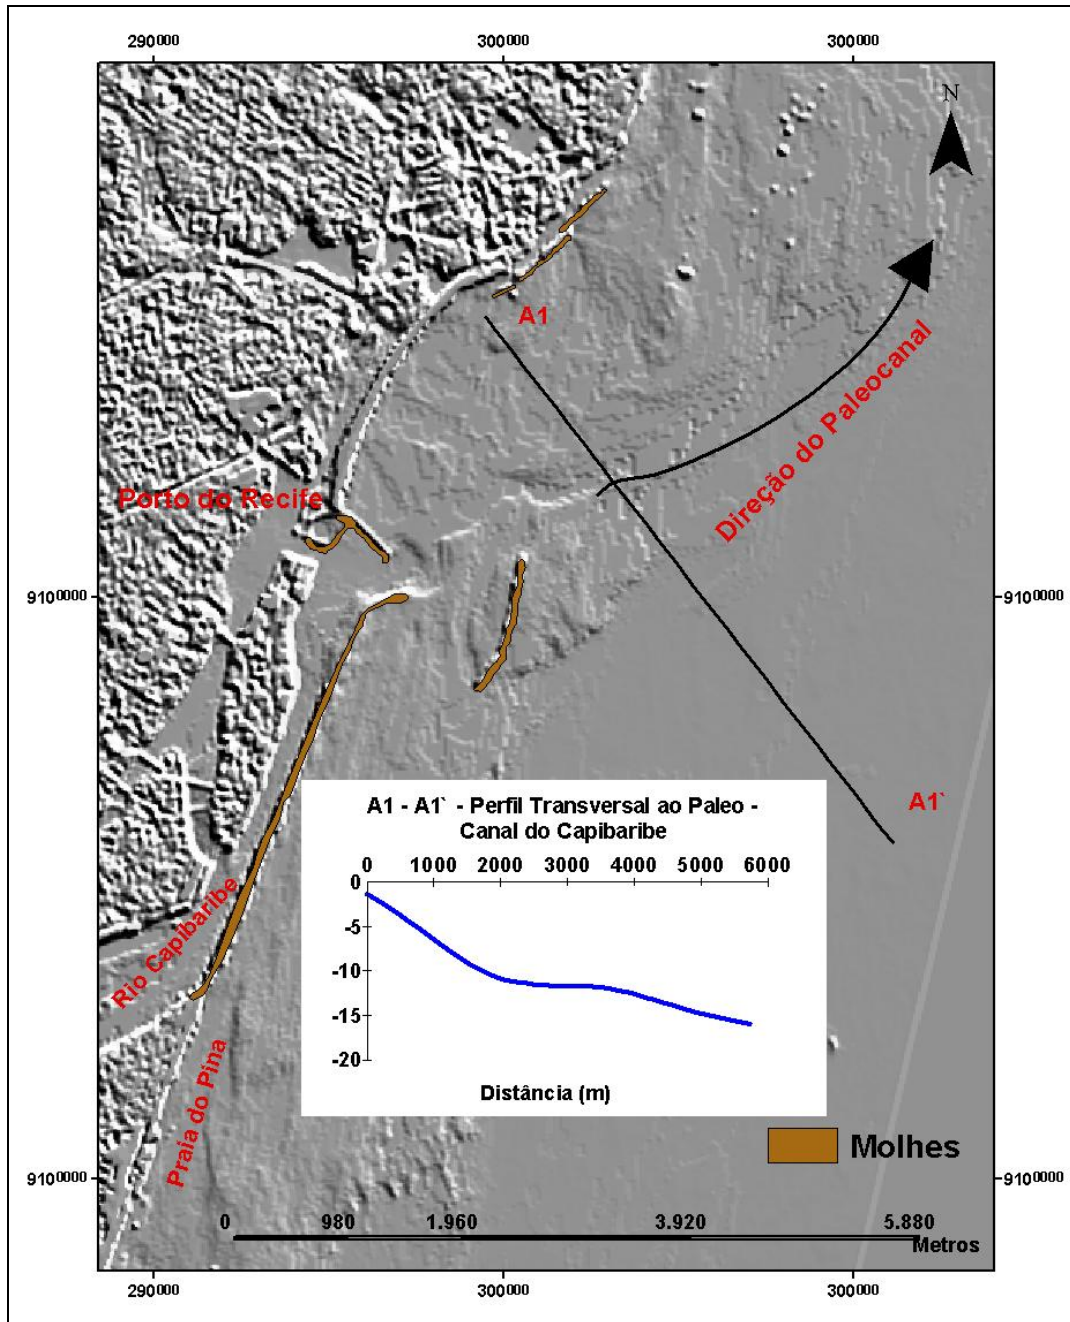 290000 300000 300000
N
A1
Direção do Paleocanal
Porto do Recife
9100000 9100000
A1`
A1 - A1` - Perfil Transversal ao Paleo -
Canal do Capibaribe
0 1000 2000 3000 4000 5000 6000
0
-5
-10
-15
-20
Distância (m)
Rio Capibaribe
Praia do Pina
Molhes
9100000 9100000
0 980 1.960 3.920 5.880
Metros
290000 300000 300000